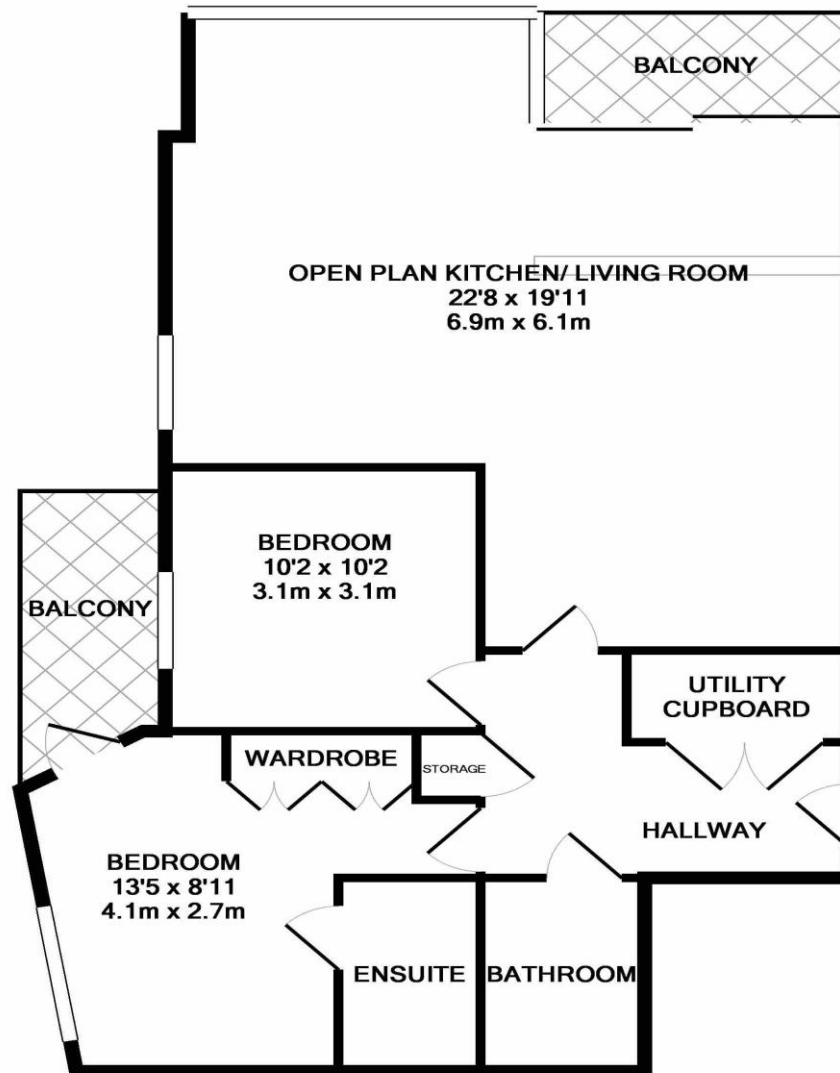 BALCONY
OPEN PLAN KITCHEN/ LIVING ROOM
22'8 x 19'11
6.9m x 6.1m
BEDROOM
10'2 x 10'2
3.1m x 3.1m
BALCONY
UTILITY
CUPBOARD
WARDROBE
STORAGE
HALLWAY
BEDROOM
13'5 x 8'11
4.1m x 2.7m
ENSUITE
BATHROOM